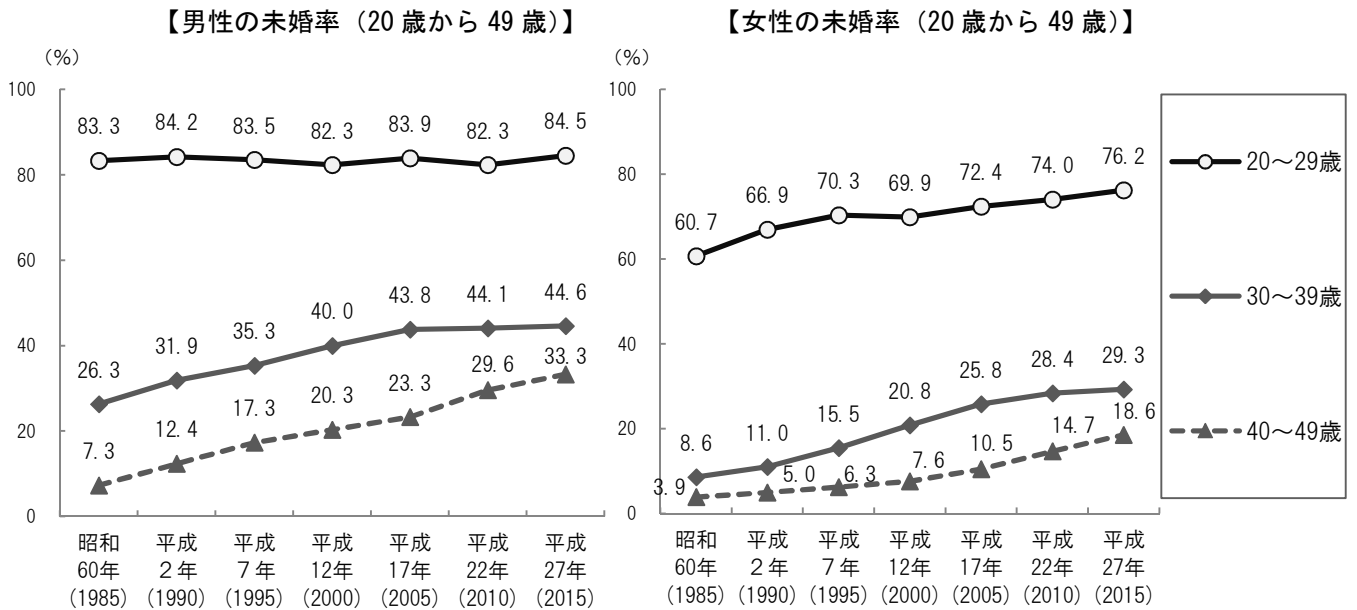 【男性の未婚率（20 歳から 49 歳）】
（%）
100
80
60
40
20
0
83.3 84.2 83.5 82.3 83.9 82.3 84.5
26.3 31.9 35.3 40.0 43.8 44.1 44.6
7.3 12.4 17.3 20.3 23.3 29.6 33.3
昭和 平成 平成 平成 平成 平成 平成
60年 2年 7年 12年 17年 22年 27年
(1985) (1990) (1995) (2000) (2005) (2010) (2015)
【女性の未婚率（20 歳から 49 歳）】
（%）
100
80
60
40
20
0
60.7 66.9 70.3 69.9 72.4 74.0 76.2
8.6 11.0 15.5 20.8 25.8 28.4 29.3
3.9 5.0 6.3 7.6 10.5 14.7 18.6
昭和 平成 平成 平成 平成 平成 平成
60年 2年 7年 12年 17年 22年 27年
(1985) (1990) (1995) (2000) (2005) (2010) (2015)
20～29歳
30～39歳
40～49歳